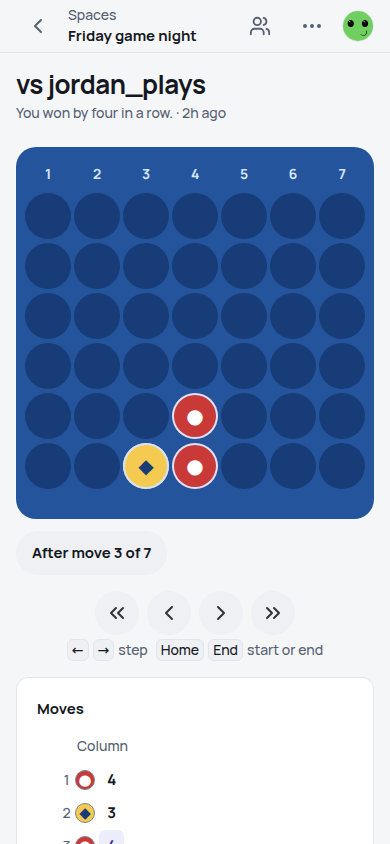 Spaces
Friday game night
vs jordan_plays
You won by four in a row. · 2h ago
1 2 3 4 5 6 7
After move 3 of 7
← → step Home End start or end
Moves
Column
1 4
2 3